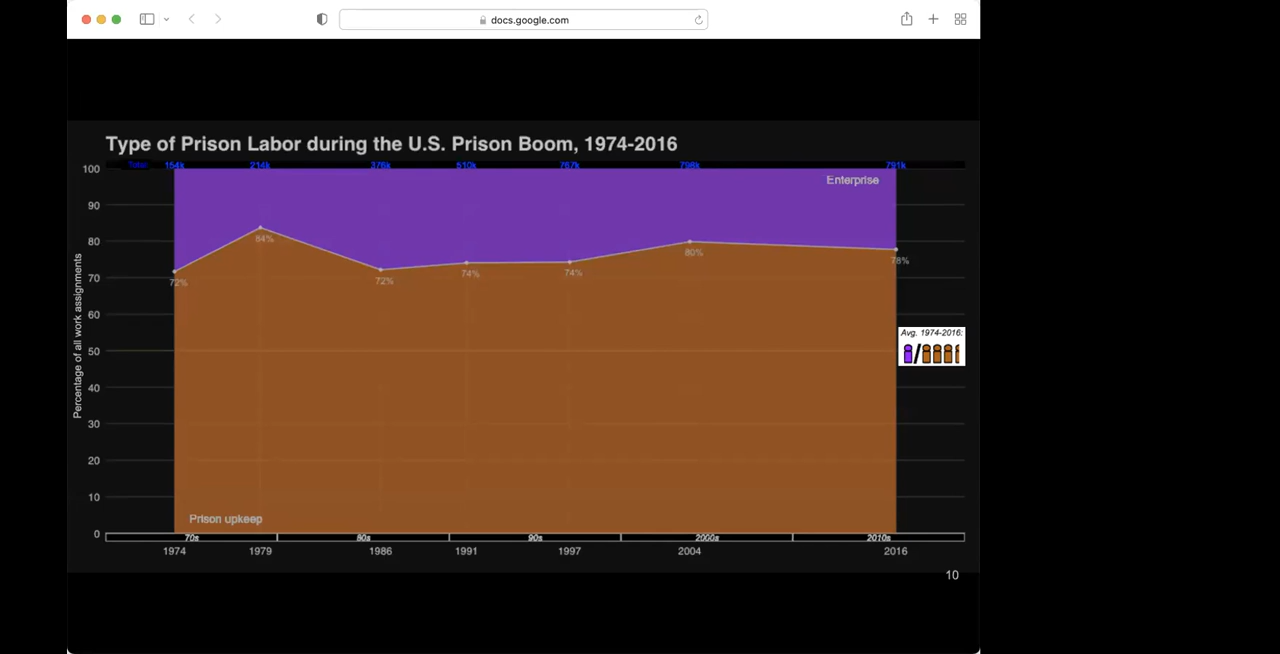 docs.google.com
Type of Prison Labor during the U.S. Prison Boom, 1974-2016
Total 154k 214k 376k 510k 767k 798k 791k
100
Enterprise
90
84%
80
80%
78%
74%
74%
72%
72%
70
60
50
40
30
20
10
0
Percentage of all work assignments
Avg. 1974-2016:
Prison upkeep
70s 80s 90s 2000s 2010s
1974 1979 1986 1991 1997 2004 2016
10